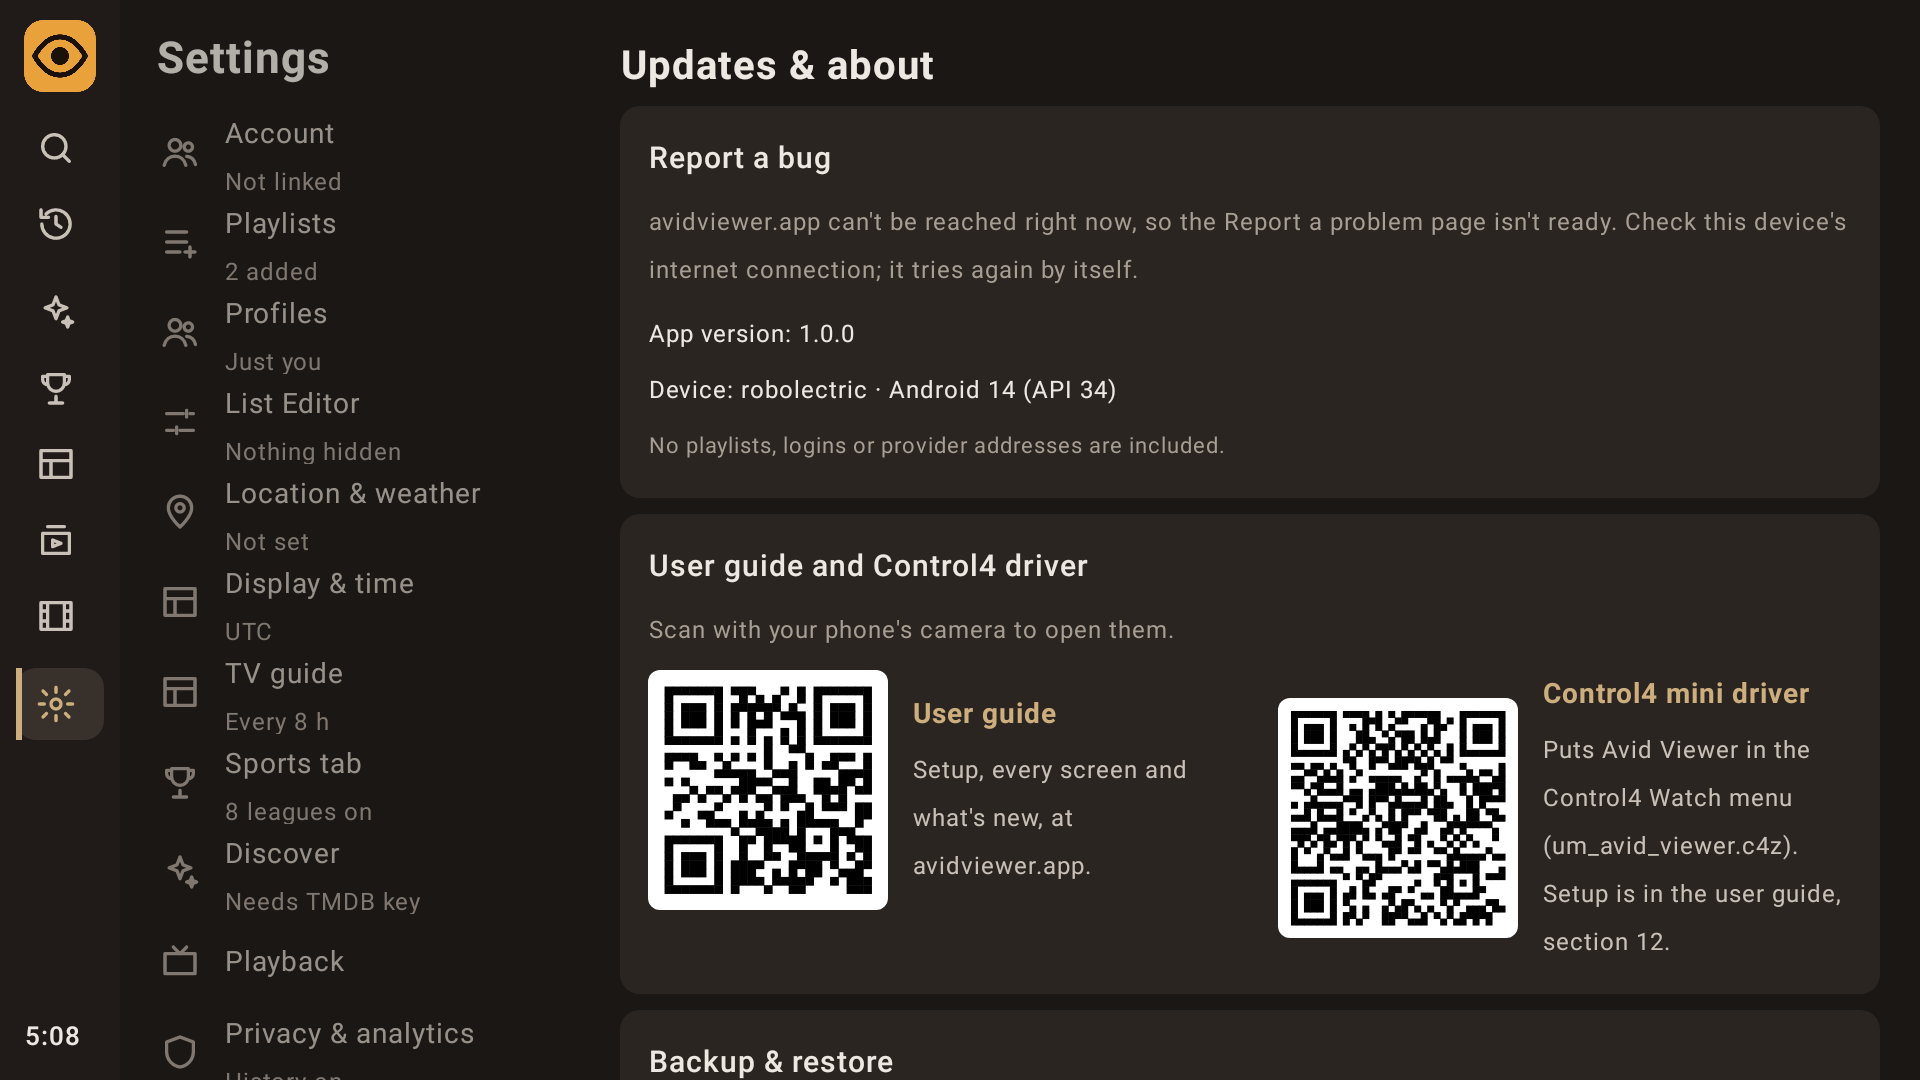 Settings
Account
Not linked
Playlists
2 added
Profiles
Just you
List Editor
Nothing hidden
Location & weather
Not set
Display & time
UTC
TV guide
Every 8 h
Sports tab
8 leagues on
Discover
Needs TMDB key
Playback
Privacy & analytics
History on
5:08
Updates & about
Report a bug
avidviewer.app can't be reached right now, so the Report a problem page isn't ready. Check this device's
internet connection; it tries again by itself.
App version: 1.0.0
Device: robolectric · Android 14 (API 34)
No playlists, logins or provider addresses are included.
User guide and Control4 driver
Scan with your phone's camera to open them.
User guide
Setup, every screen and
what's new, at
avidviewer.app.
Control4 mini driver
Puts Avid Viewer in the
Control4 Watch menu
(um_avid_viewer.c4z).
Setup is in the user guide,
section 12.
Backup & restore